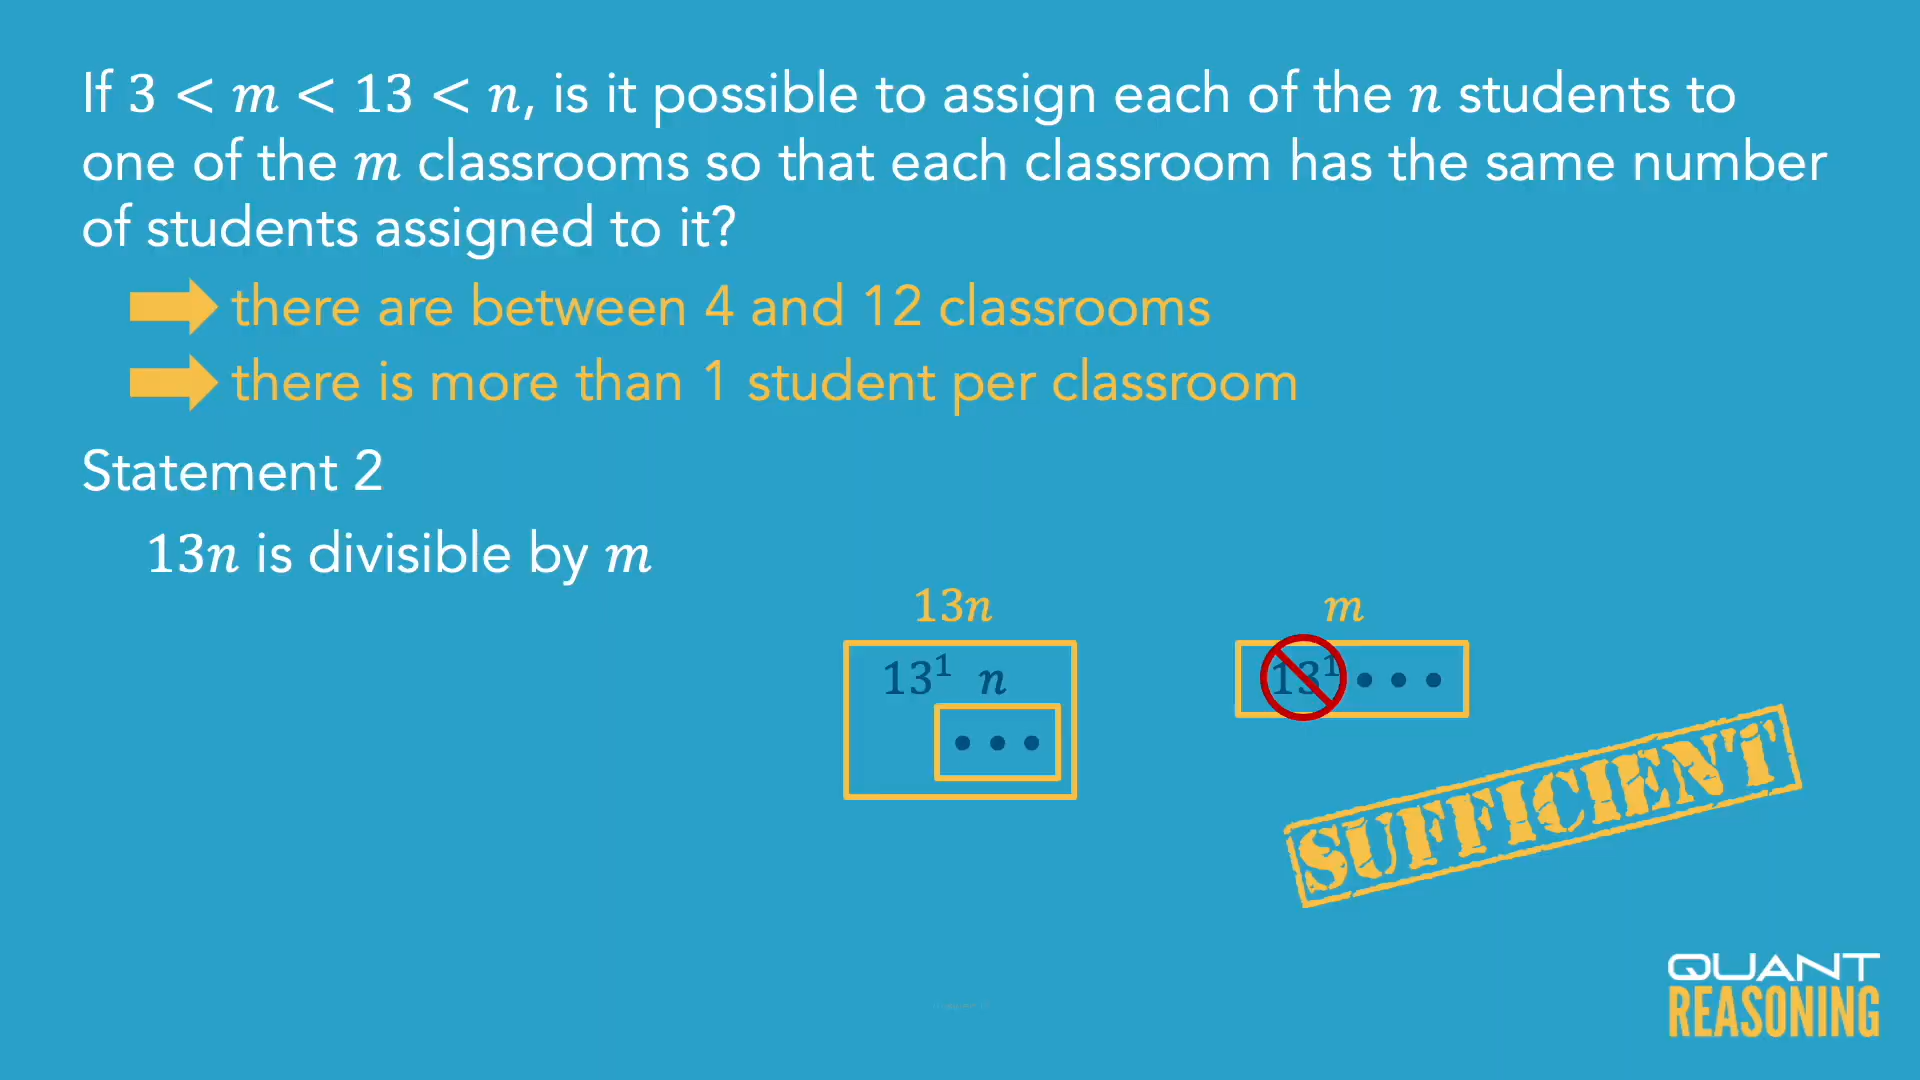 If 3 < m < 13 < n, is it possible to assign each of the n students to
one of the m classrooms so that each classroom has the same number
of students assigned to it?
there are between 4 and 12 classrooms
there is more than 1 student per classroom
Statement 2
13n is divisible by m
13n
m
13¹ n
13¹ • • •
• • •
SUFFICIENT
QUANT
REASONING